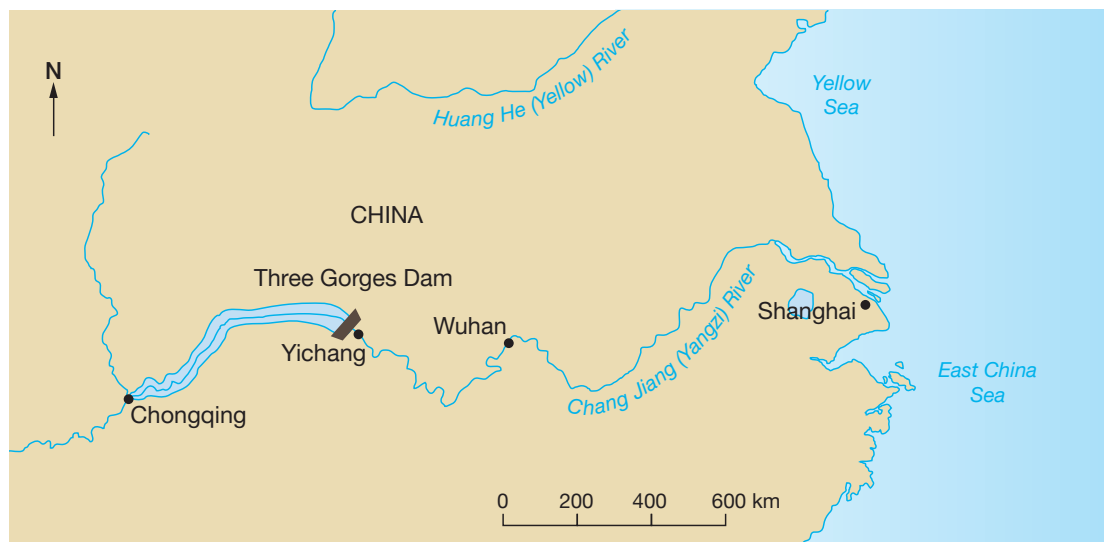 N
Huang He (Yellow) River
Yellow
Sea
CHINA
Three Gorges Dam
Yichang
Wuhan
Chang Jiang (Yangzi) River
Shanghai
East China
Sea
Chongqing
0 200 400 600 km